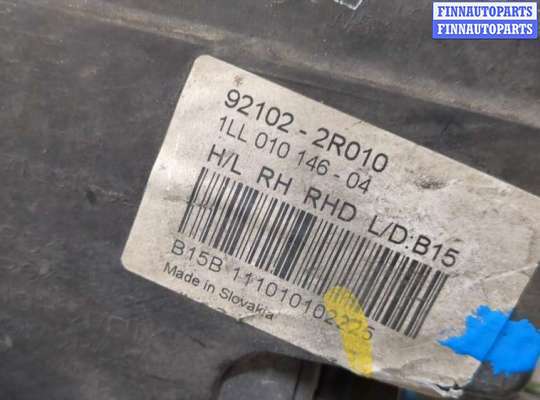 FINNAUTOPARTS
FINNAUTOPARTS
92102 - 2R010
1LL 010 146 - 04
H/L RH RHD L/D:B15
B15B 111010102225
Made in Slovakia